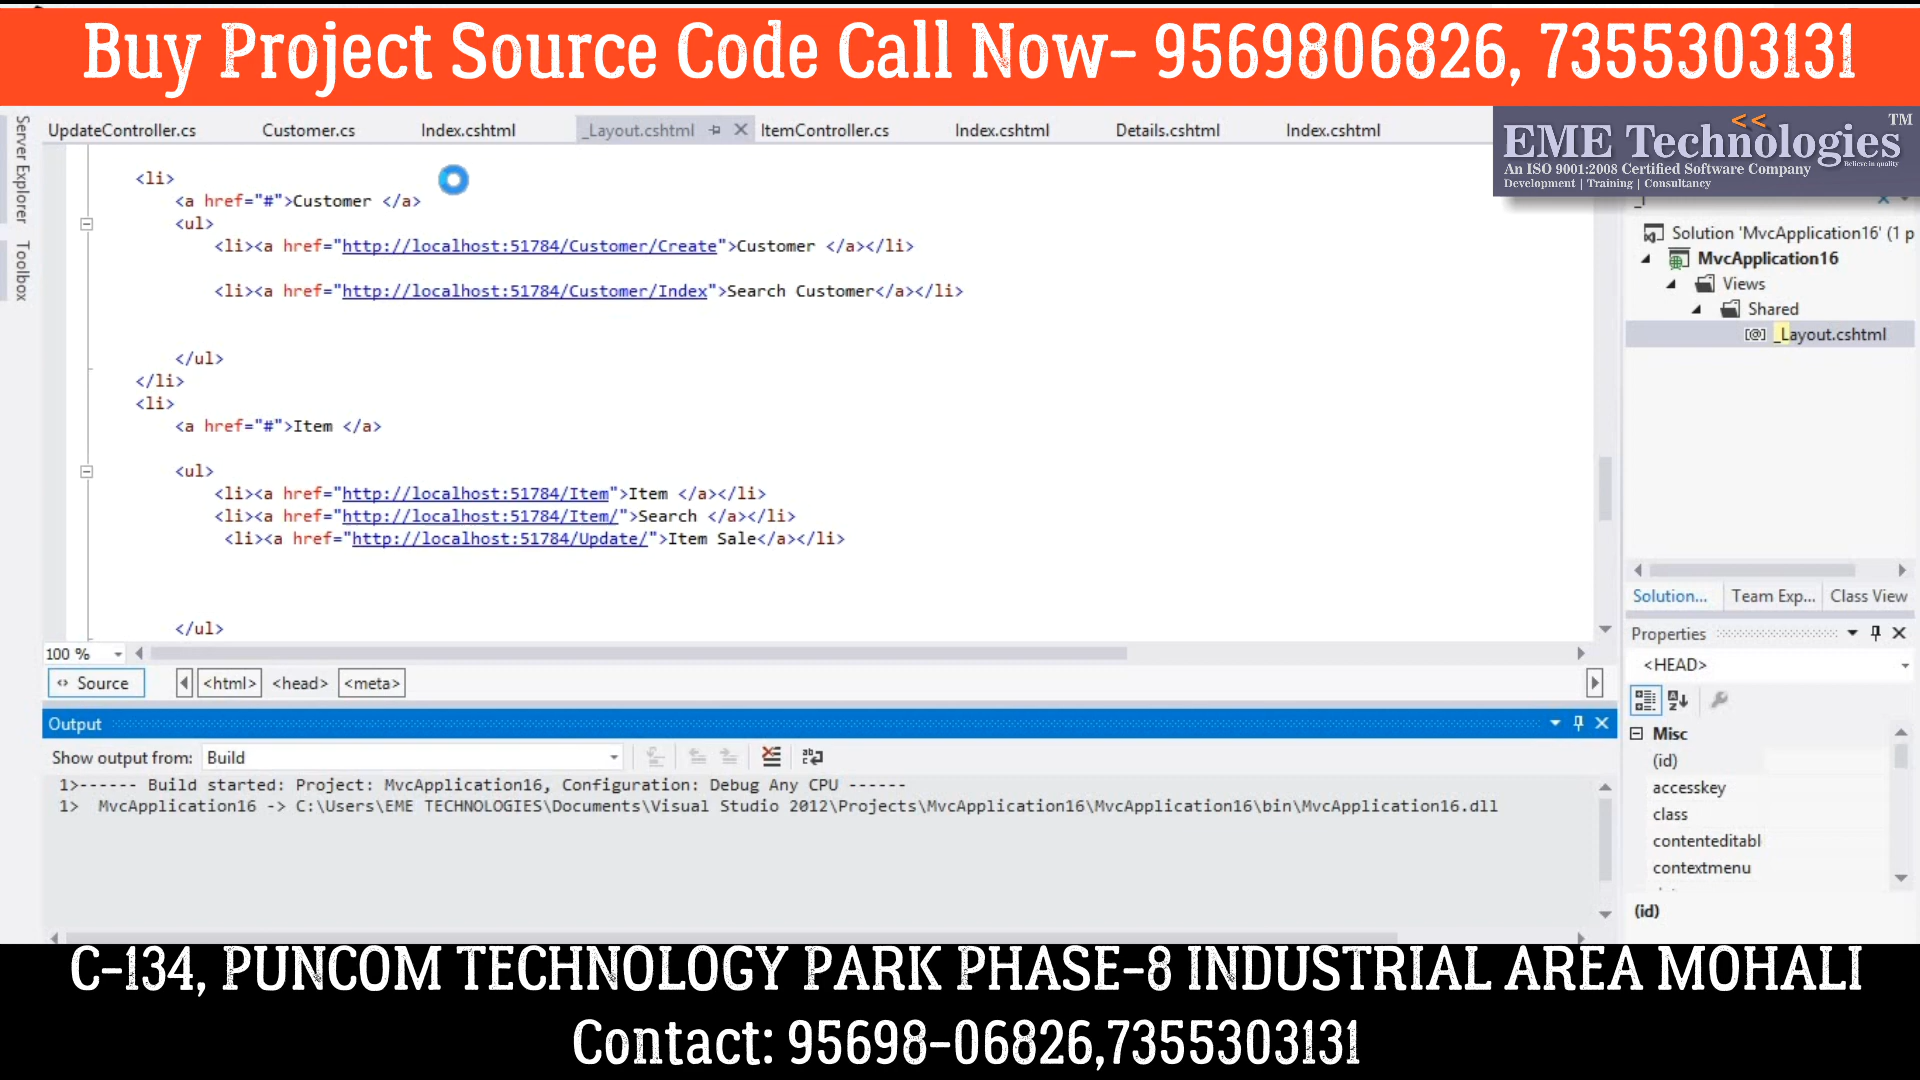 Buy Project Source Code Call Now- 9569806826, 7355303131
Server Explorer
Toolbox
UpdateController.cs Customer.cs Index.cshtml _Layout.cshtml ItemController.cs Index.cshtml Details.cshtml Index.cshtml
<< TM
EME Technologies
Believe in quality
An ISO 9001:2008 Certified Software Company
Development | Training | Consultancy
<li>
<a href="#">Customer </a>
<ul>
<li><a href="http://localhost:51784/Customer/Create">Customer </a></li>
<li><a href="http://localhost:51784/Customer/Index">Search Customer</a></li>
</ul>
</li>
<li>
<a href="#">Item </a>
<ul>
<li><a href="http://localhost:51784/Item">Item </a></li>
<li><a href="http://localhost:51784/Item/">Search </a></li>
<li><a href="http://localhost:51784/Update/">Item Sale</a></li>
</ul>
100 %
Source <html> <head> <meta>
Output
Show output from: Build
1>------ Build started: Project: MvcApplication16, Configuration: Debug Any CPU ------
1> MvcApplication16 -> C:\Users\EME TECHNOLOGIES\Documents\Visual Studio 2012\Projects\MvcApplication16\MvcApplication16\bin\MvcApplication16.dll
Solution 'MvcApplication16' (1 p
MvcApplication16
Views
Shared
_Layout.cshtml
Solution... Team Exp... Class View
Properties
<HEAD>
Misc
(id)
accesskey
class
contenteditabl
contextmenu
(id)
C-134, PUNCOM TECHNOLOGY PARK PHASE-8 INDUSTRIAL AREA MOHALI
Contact: 95698-06826,7355303131